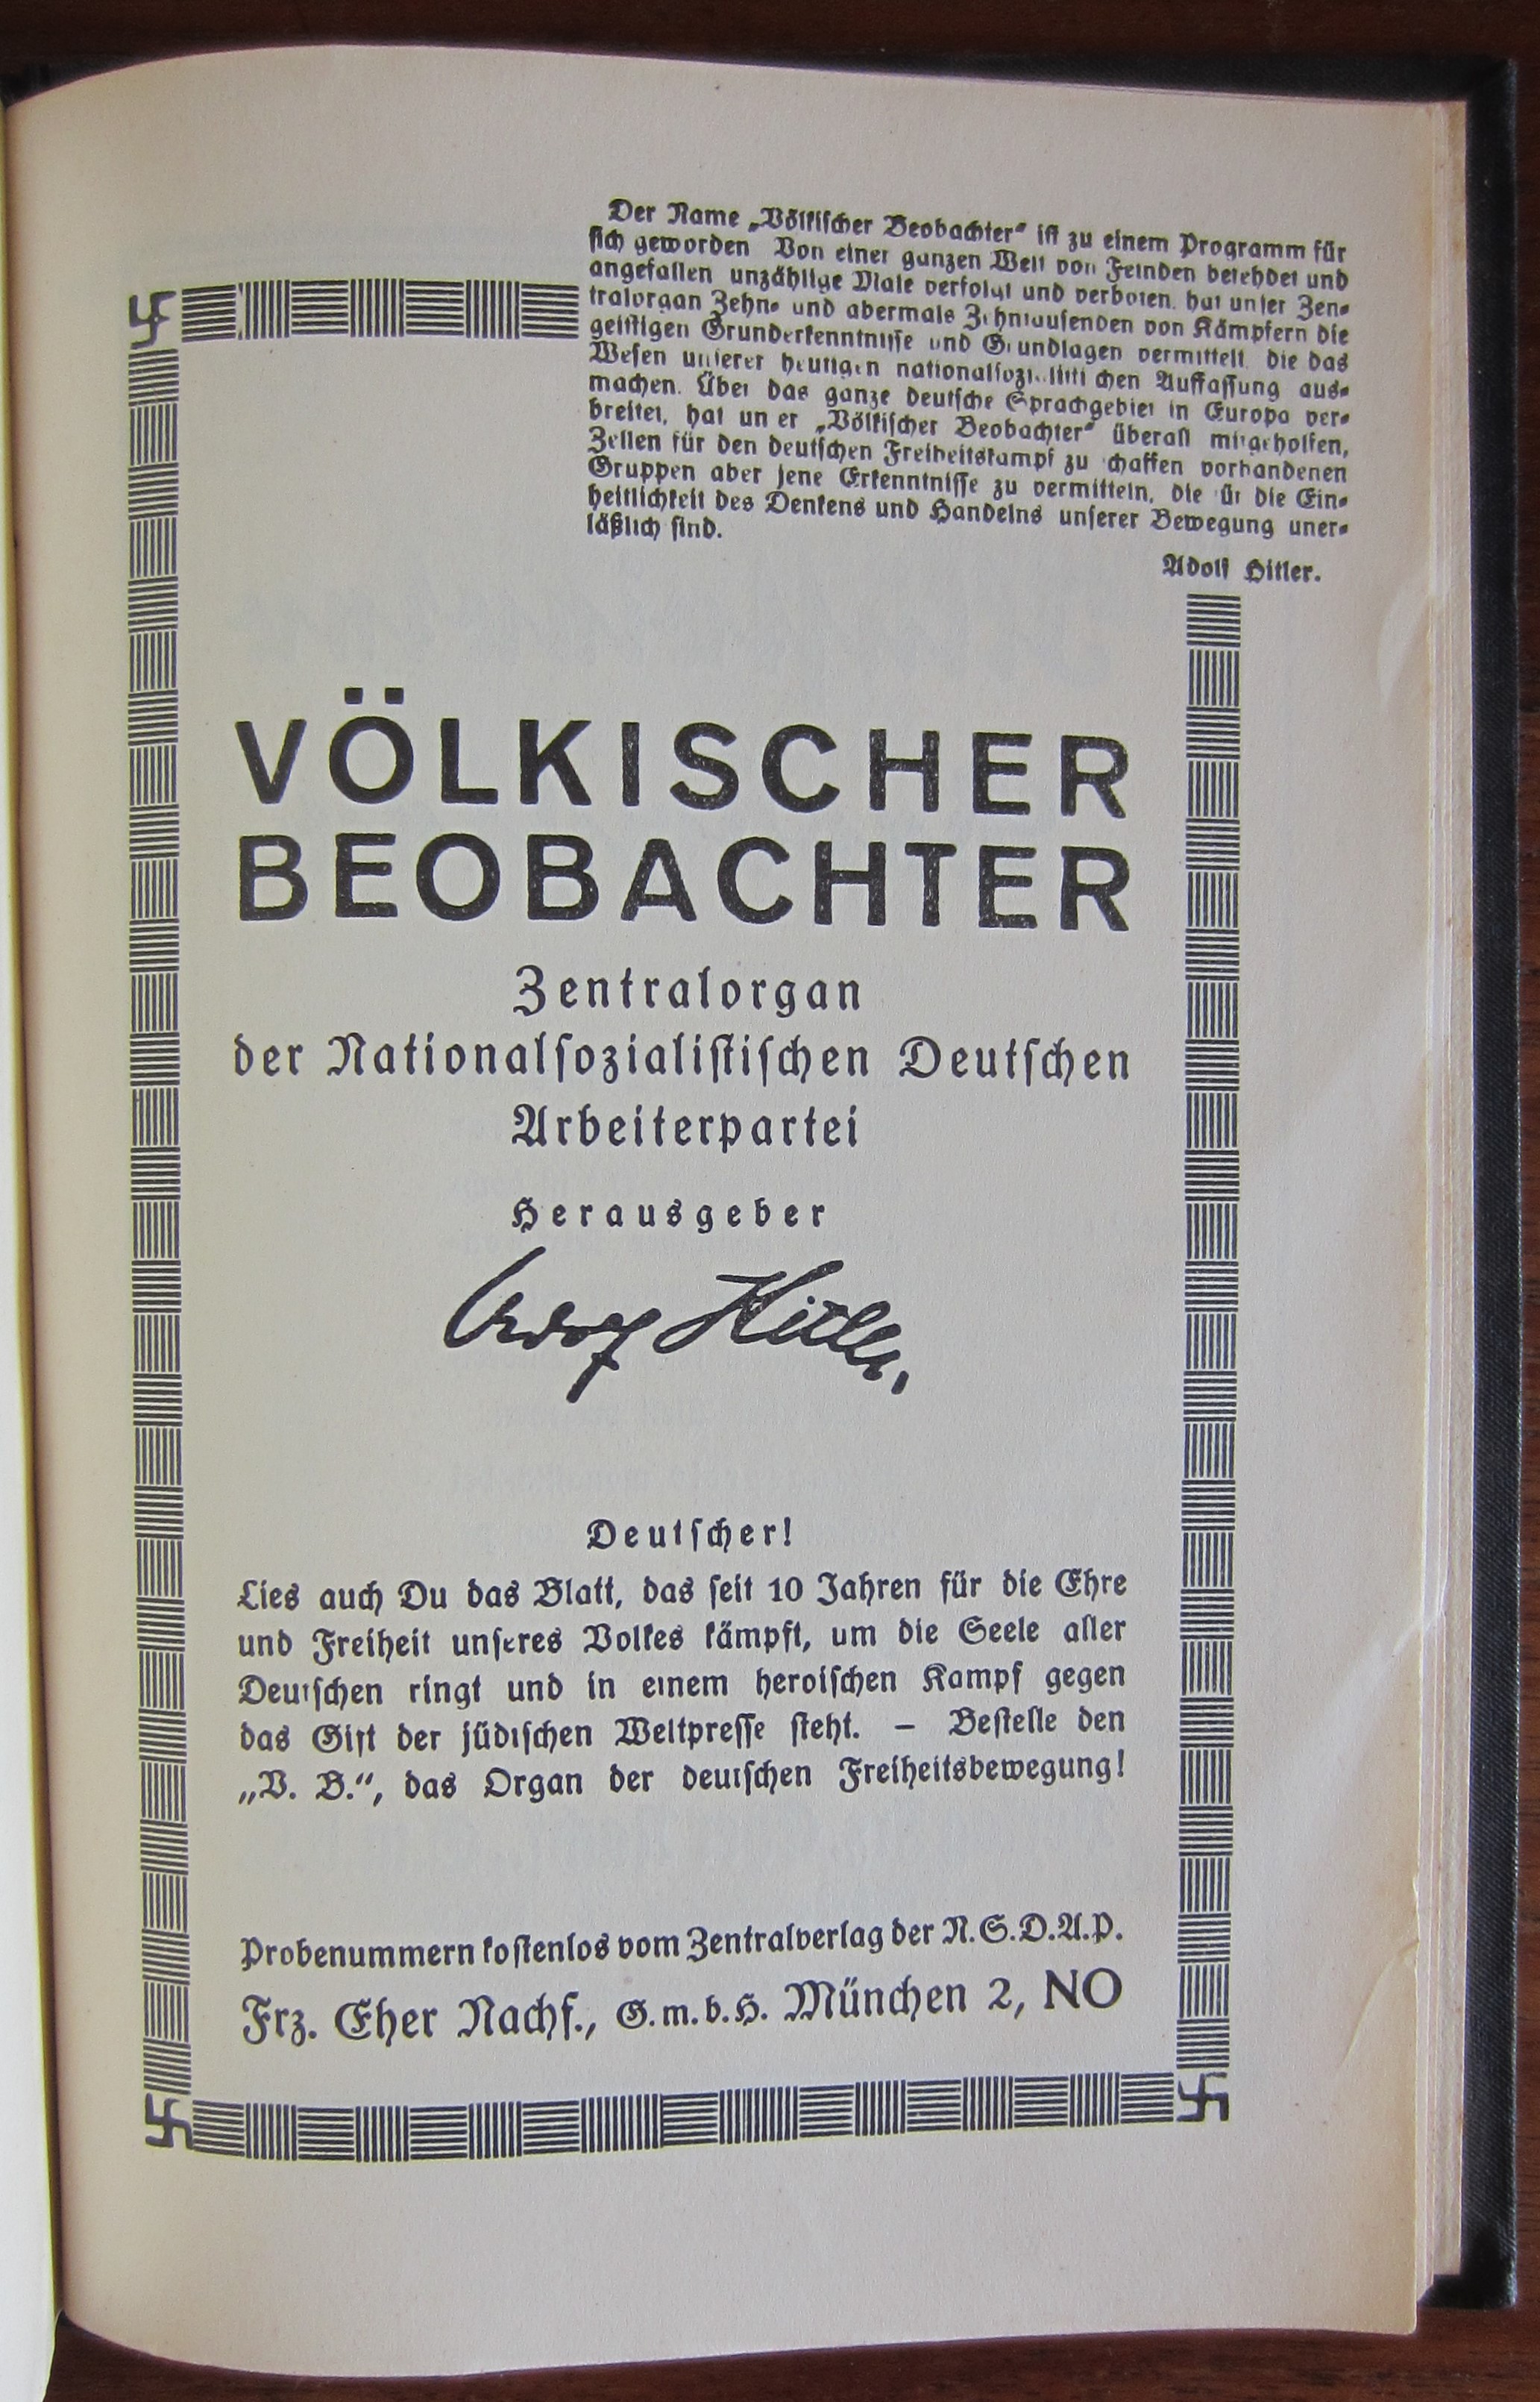 Der Name „Völkischer Beobachter“ ist zu einem Programm für
sich geworden Von einer ganzen Welt von Feinden befehdet und
angefallen unzählige Male verfolgt und verboten, hat unser Zen-
tralorgan Zehn- und abermals Zehntausenden von Kämpfern die
geistigen Grunderkenntnisse und Grundlagen vermittelt, die das
Wesen unserer heutigen nationalsozialistischen Auffassung aus-
machen. Über das ganze deutsche Sprachgebiet in Europa ver-
breitet, hat unser „Völkischer Beobachter“ überall mitgeholfen,
Zellen für den deutschen Freiheitskampf zu schaffen vorhandenen
Gruppen aber jene Erkenntnisse zu vermitteln, die für die Ein-
heitlichkeit des Denkens und Handelns unserer Bewegung uner-
läßlich sind.
Adolf Hitler.
VÖLKISCHER
BEOBACHTER
Zentralorgan
der Nationalsozialistischen Deutschen
Arbeiterpartei
Herausgeber
Adolf Hitler,
Deutscher!
Lies auch Du das Blatt, das seit 10 Jahren für die Ehre
und Freiheit unseres Volkes kämpft, um die Seele aller
Deutschen ringt und in einem heroischen Kampf gegen
das Gift der jüdischen Weltpresse steht. – Bestelle den
„V. B.“, das Organ der deutschen Freiheitsbewegung!
Probenummern kostenlos vom Zentralverlag der N.S.D.A.P.
Frz. Eher Nachf., G.m.b.H. München 2, NO